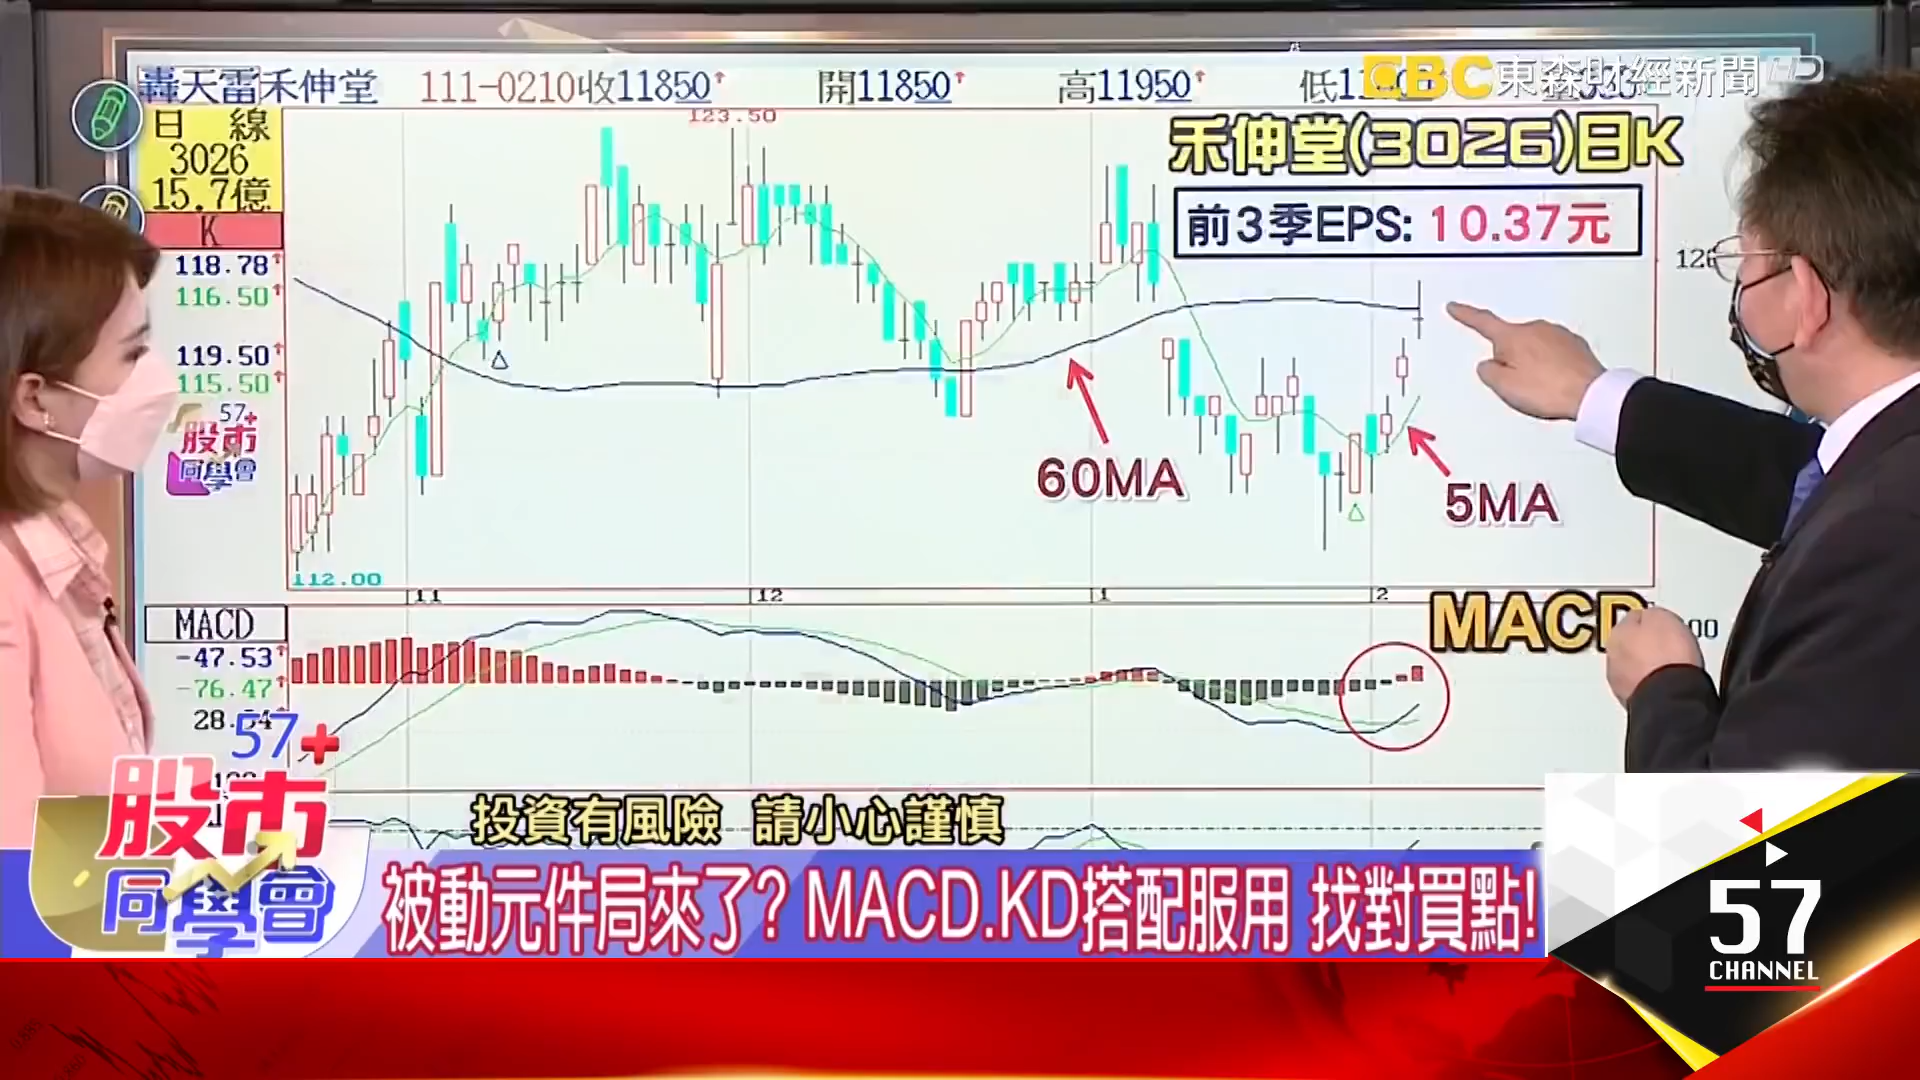 轟天雷禾伸堂 111-0210收11850↑ 開11850↑ 高11950↑
EBC東森財經新聞HD
日線
3026
15.7億
K
118.78↑
116.50↑
119.50↑
115.50↑
57+
股市
同學會
123.50
禾伸堂(3026)日K
前3季EPS: 10.37元
60MA
5MA
112.00
11 12 1 2
MACD
-47.53↑
-76.47↑
MACD
57+
股市
同學會
投資有風險 請小心謹慎
被動元件局來了? MACD.KD搭配服用 找對買點!
57
CHANNEL